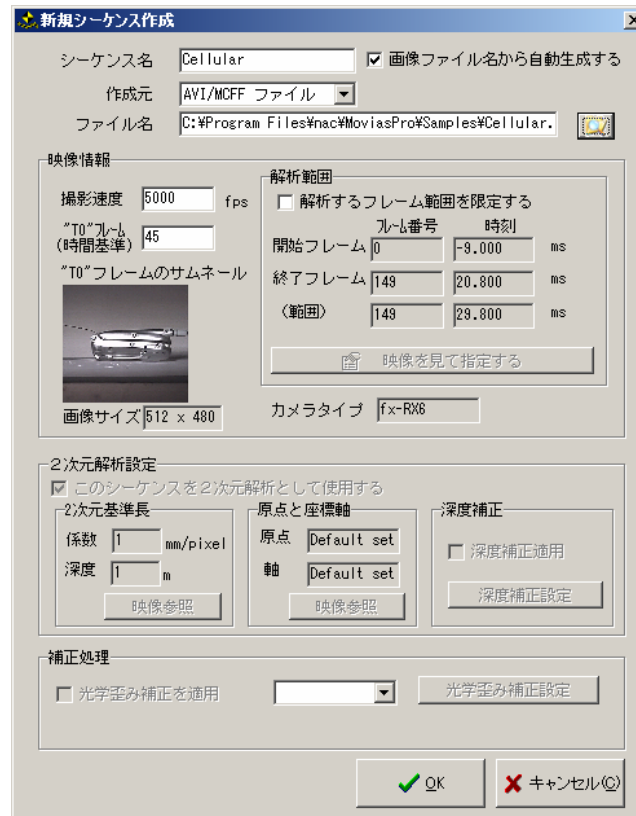 新規シーケンス作成
シーケンス名 Cellular 画像ファイル名から自動生成する
作成元 AVI/MCFF ファイル
ファイル名 C:¥Program Files¥nac¥MoviasPro¥Samples¥Cellular.
映像情報
撮影速度 5000 fps
"T0"フレーム
(時間基準) 45
"T0"フレームのサムネール
画像サイズ 512 x 480
解析範囲
解析するフレーム範囲を限定する
フレーム番号 時刻
開始フレーム 0 -9.000 ms
終了フレーム 149 20.800 ms
(範囲) 149 29.800 ms
映像を見て指定する
カメラタイプ fx-RX6
2次元解析設定
このシーケンスを2次元解析として使用する
2次元基準長
係数 1 mm/pixel
深度 1 m
映像参照
原点と座標軸
原点 Default set
軸 Default set
映像参照
深度補正
深度補正適用
深度補正設定
補正処理
光学歪み補正を適用 光学歪み補正設定
OK キャンセル(C)